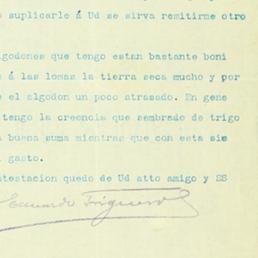 suplicarle á Ud se sirva remitirme otro
lgodones que tengo estan bastante boni
á las lomas la tierra seca mucho y por
el algodon un poco atrasado. En gene
tengo la creencia que sembrado de trigo
buena suma mientras que con esta sie
gasto.
ntestacion quedo de Ud atto amigo y SS
Figueroa